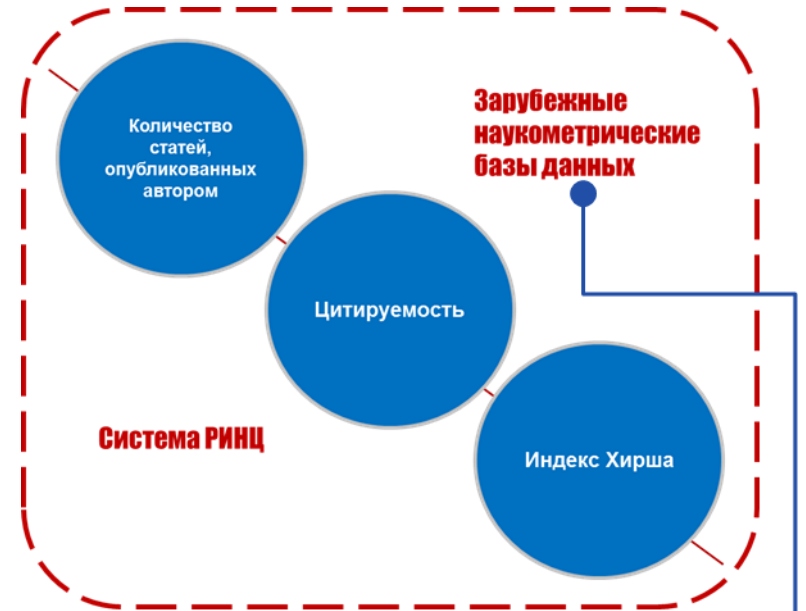 Зарубежные
наукометрические
базы данных
Количество
статей,
опубликованных
автором
Цитируемость
Система РИНЦ
Индекс Хирша